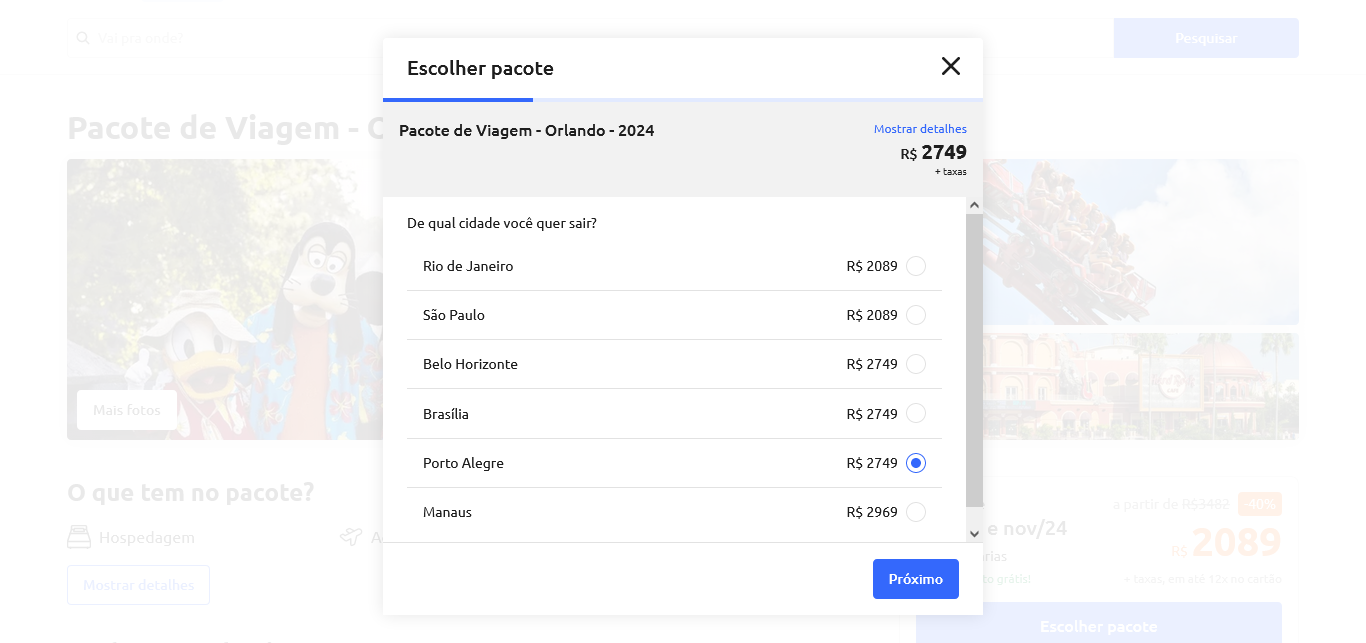 Vai pra onde?
Pesquisar
Escolher pacote
Pacote de Viagem - O
Pacote de Viagem - Orlando - 2024
Mostrar detalhes
R$ 2749
+ taxas
De qual cidade você quer sair?
Rio de Janeiro R$ 2089
São Paulo R$ 2089
Belo Horizonte R$ 2749
Brasília R$ 2749
Porto Alegre R$ 2749
Manaus R$ 2969
Próximo
Mais fotos
O que tem no pacote?
Hospedagem
Mostrar detalhes
a partir de R$3482 -40%
e nov/24
R$ 2089
+ taxas, em até 12x no cartão
Escolher pacote